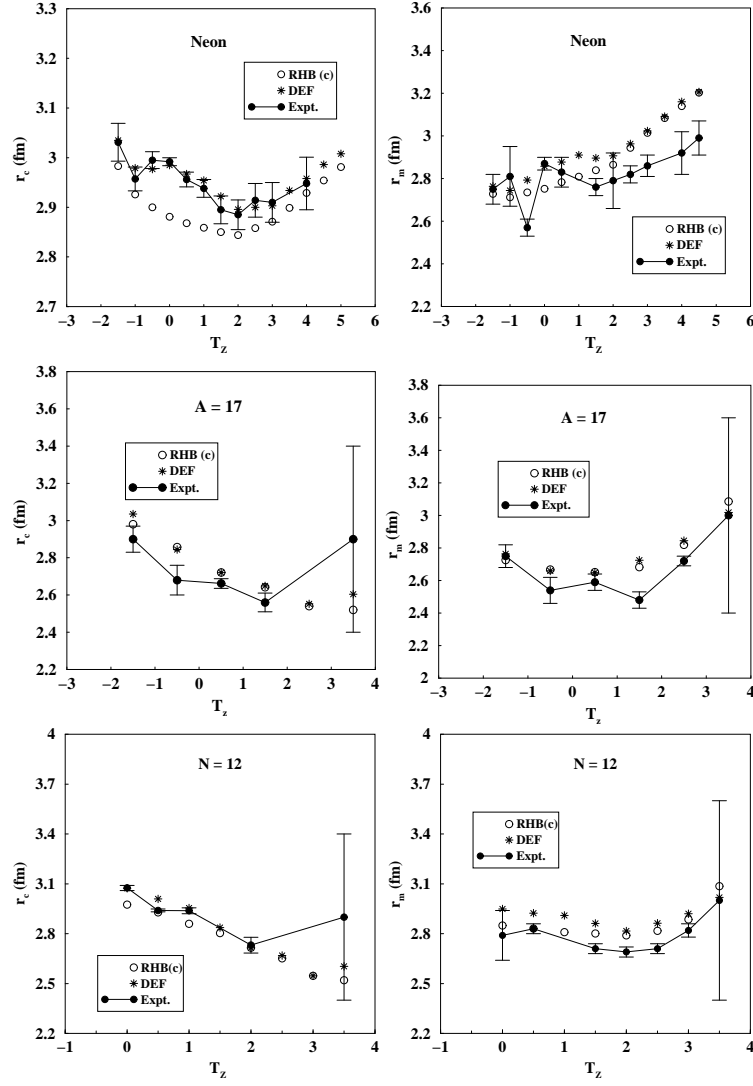 3.3
3.2
3.1
3.0
2.9
2.8
2.7
r_c (fm)
Neon
RHB (c)
DEF
Expt.
−3 −2 −1 0 1 2 3 4 5 6
T_Z
3.6
3.4
3.2
3.0
2.8
2.6
2.4
2.2
r_m (fm)
Neon
RHB (c)
DEF
Expt.
−3 −2 −1 0 1 2 3 4 5 6
T_Z
3.8
3.6
3.4
3.2
3.0
2.8
2.6
2.4
2.2
r_c (fm)
A = 17
RHB (c)
DEF
Expt.
−3 −2 −1 0 1 2 3 4
T_z
3.8
3.6
3.4
3.2
3
2.8
2.6
2.4
2.2
2
r_m (fm)
A = 17
RHB (c)
DEF
Expt.
−3 −2 −1 0 1 2 3 4
T_z
4
3.7
3.4
3.1
2.8
2.5
2.2
r_c (fm)
N = 12
RHB(c)
DEF
Expt.
−1 0 1 2 3 4
T_z
4
3.7
3.4
3.1
2.8
2.5
2.2
r_m (fm)
N = 12
RHB(c)
DEF
Expt.
−1 0 1 2 3 4
T_z